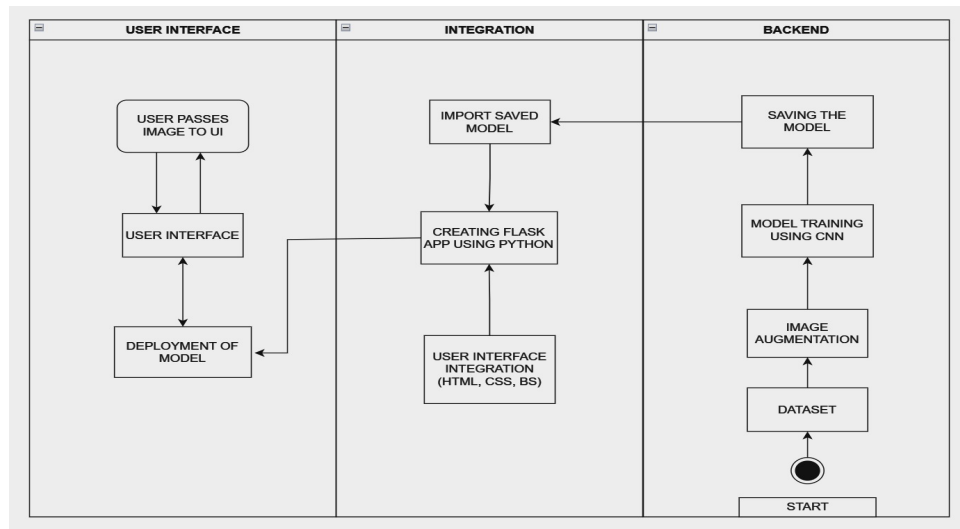 USER INTERFACE
INTEGRATION
BACKEND
USER PASSES
IMAGE TO UI
USER INTERFACE
DEPLOYMENT OF
MODEL
IMPORT SAVED
MODEL
CREATING FLASK
APP USING PYTHON
USER INTERFACE
INTEGRATION
(HTML, CSS, BS)
SAVING THE
MODEL
MODEL TRAINING
USING CNN
IMAGE
AUGMENTATION
DATASET
START